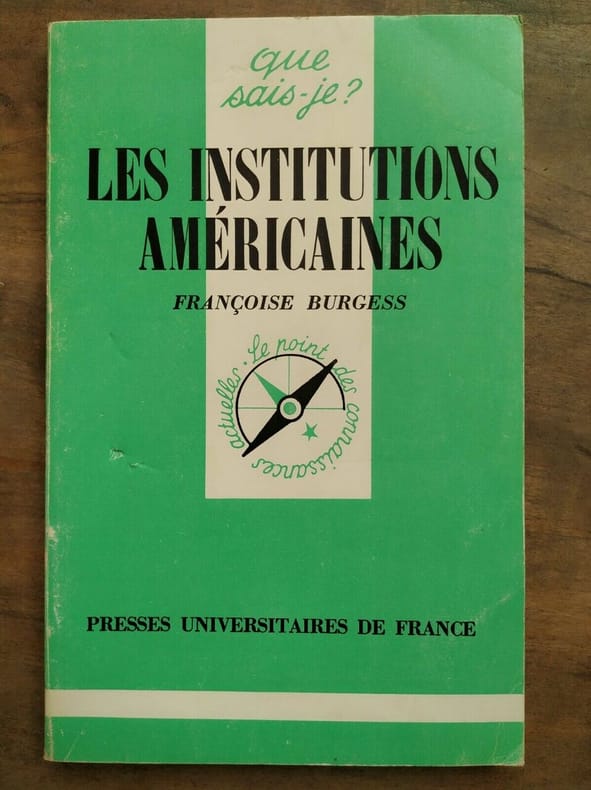 que
sais-je?
LES INSTITUTIONS
AMÉRICAINES
FRANÇOISE BURGESS
Le point des connaissances actuelles.
PRESSES UNIVERSITAIRES DE FRANCE